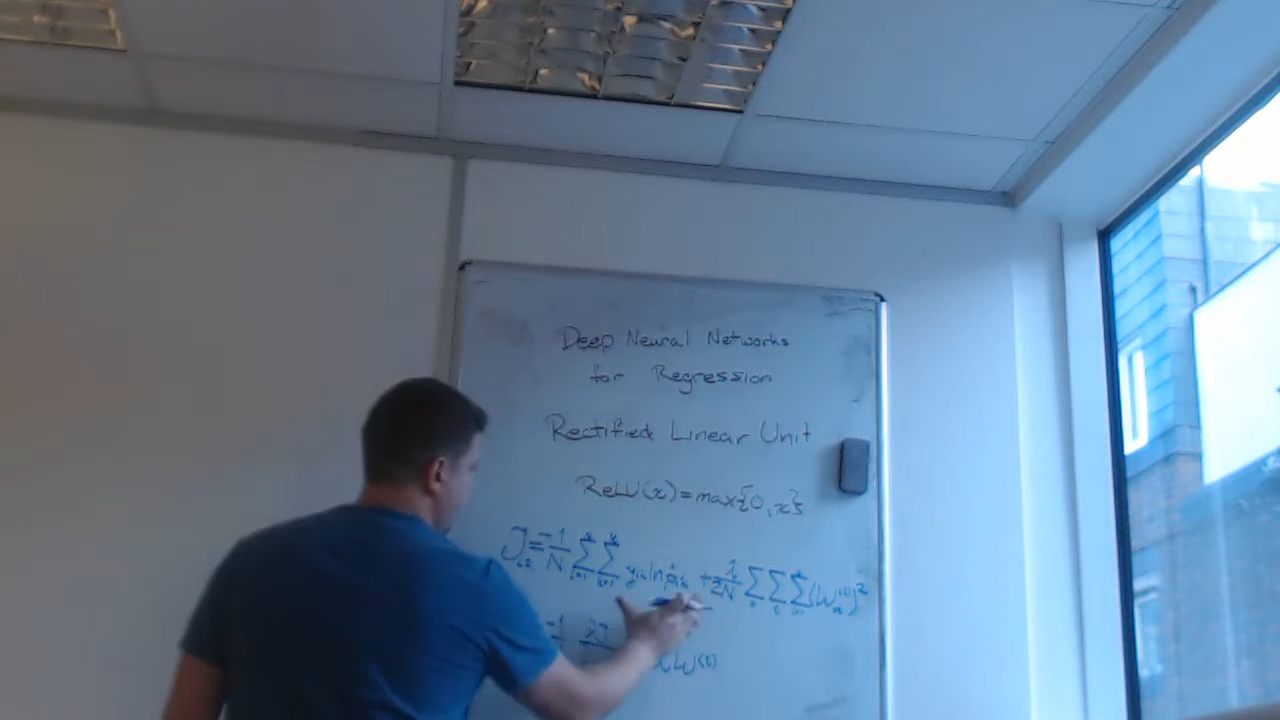 Deep Neural Networks
for Regression
Rectified Linear Unit
ReLU(x)=max{0,x}
J = -1/N ∑ ∑ y ln p + λ/2N ∑ ∑ ∑ (W^(l))^2
-1 W^(l)